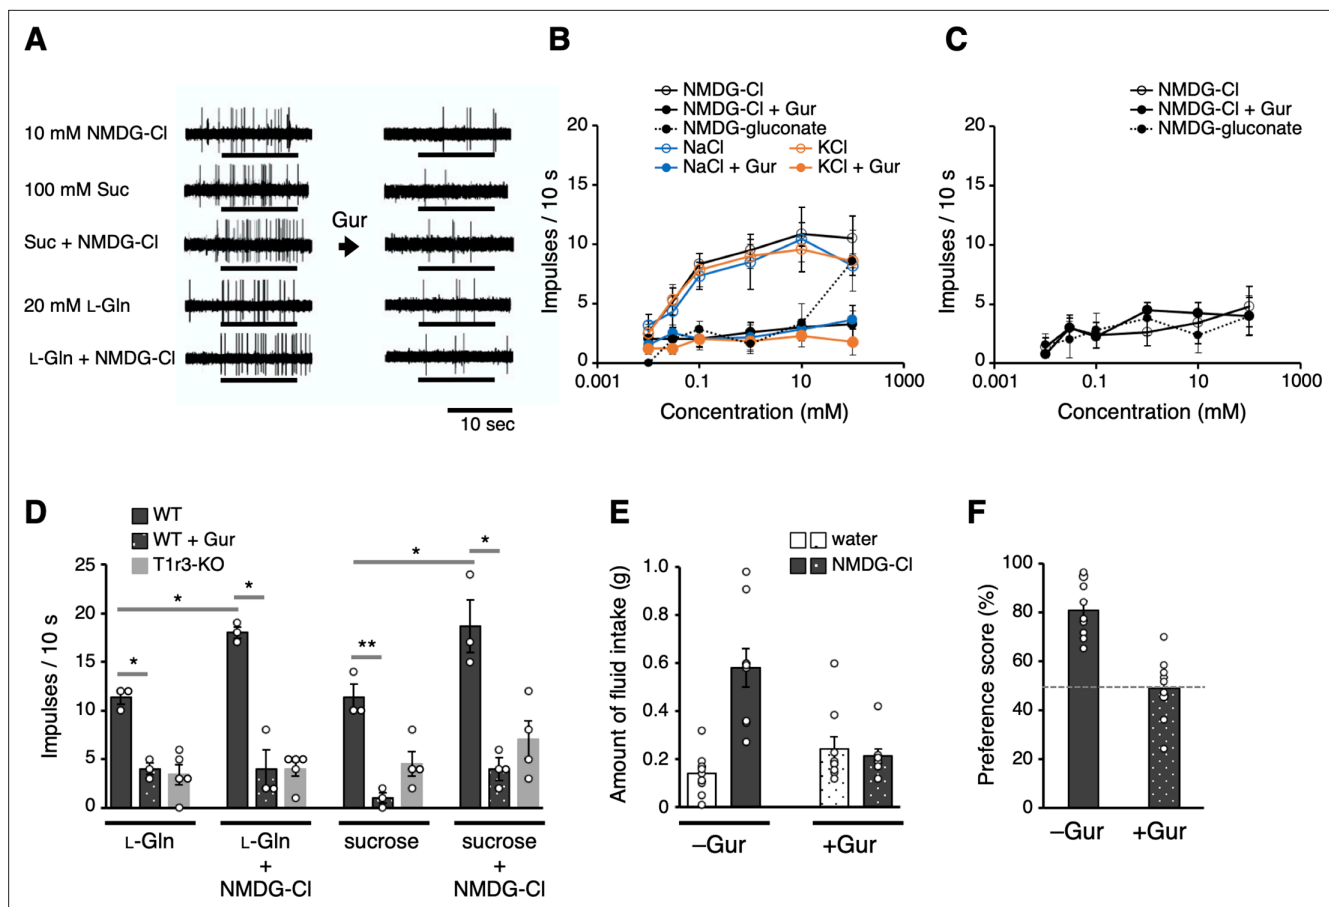 A
10 mM NMDG-Cl
100 mM Suc
Suc + NMDG-Cl
20 mM L-Gln
L-Gln + NMDG-Cl
Gur
10 sec
B
NMDG-Cl
NMDG-Cl + Gur
NMDG-gluconate
NaCl KCl
NaCl + Gur KCl + Gur
Impulses / 10 s
20
15
10
5
0
0.001 0.1 10 1000
Concentration (mM)
C
NMDG-Cl
NMDG-Cl + Gur
NMDG-gluconate
Impulses / 10 s
20
15
10
5
0
0.001 0.1 10 1000
Concentration (mM)
D
WT
WT + Gur
T1r3-KO
Impulses / 10 s
25
20
15
10
5
0
* * * ** * *
L-Gln L-Gln sucrose sucrose
+ +
NMDG-Cl NMDG-Cl
E
water
NMDG-Cl
Amount of fluid intake (g)
1.0
0.8
0.6
0.4
0.2
0
–Gur +Gur
F
Preference score (%)
100
80
60
40
20
0
–Gur +Gur